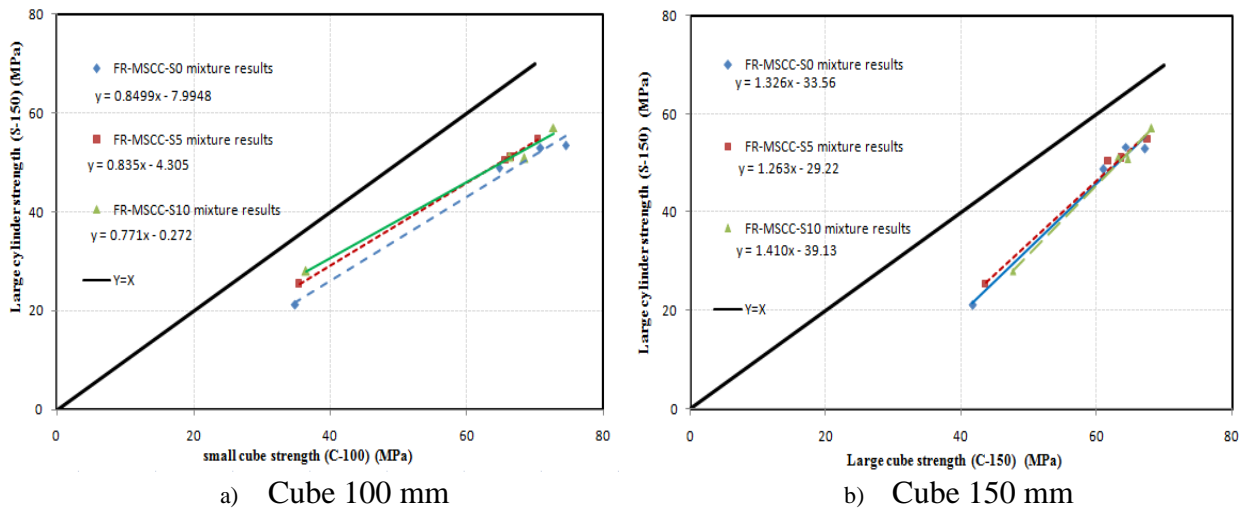 Large cylinder strength (S-150) (MPa)
80
60
40
20
0
FR-MSCC-S0 mixture results
y = 0.8499x - 7.9948
FR-MSCC-S5 mixture results
y = 0.835x - 4.305
FR-MSCC-S10 mixture results
y = 0.771x - 0.272
Y=X
0 20 40 60 80
small cube strength (C-100) (MPa)
a) Cube 100 mm
Large cylinder strength (S-150) (MPa)
80
60
40
20
0
FR-MSCC-S0 mixture results
y = 1.326x - 33.56
FR-MSCC-S5 mixture results
y = 1.263x - 29.22
FR-MSCC-S10 mixture results
y = 1.410x - 39.13
Y=X
0 20 40 60 80
Large cube strength (C-150) (MPa)
b) Cube 150 mm